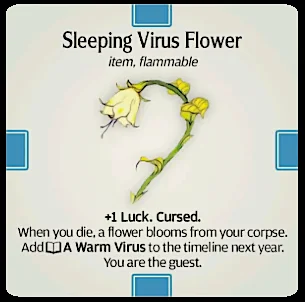 Sleeping Virus Flower
item, flammable
+1 Luck. Cursed.
When you die, a flower blooms from your corpse.
Add A Warm Virus to the timeline next year.
You are the guest.